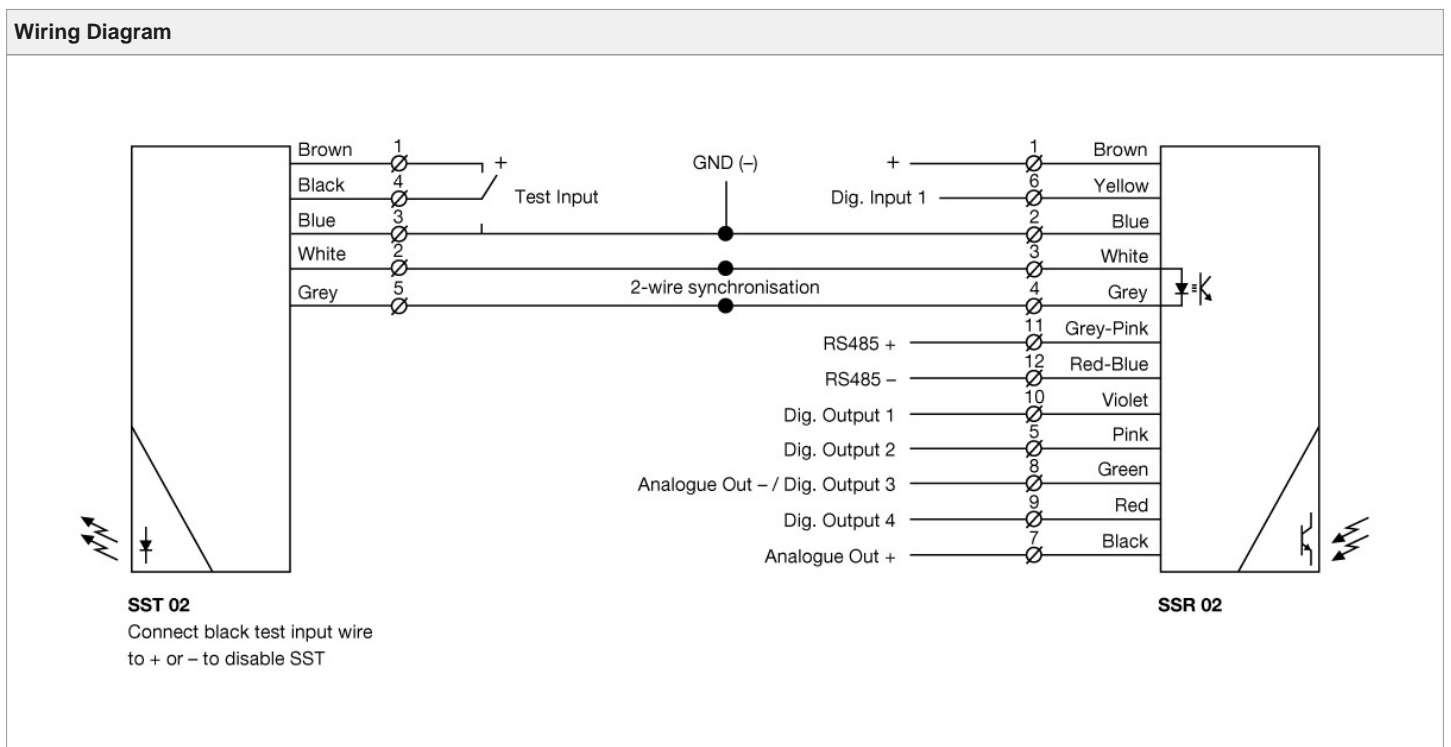 Wiring Diagram
Brown 1 + GND (–) + 1 Brown
Black 4 Test Input Dig. Input 1 6 Yellow
Blue 3 2 Blue
White 2 3 White
Grey 5 2-wire synchronisation 4 Grey
RS485 + 11 Grey-Pink
RS485 – 12 Red-Blue
Dig. Output 1 10 Violet
Dig. Output 2 5 Pink
Analogue Out – / Dig. Output 3 8 Green
Dig. Output 4 9 Red
Analogue Out + 7 Black
SST 02 SSR 02
Connect black test input wire
to + or – to disable SST